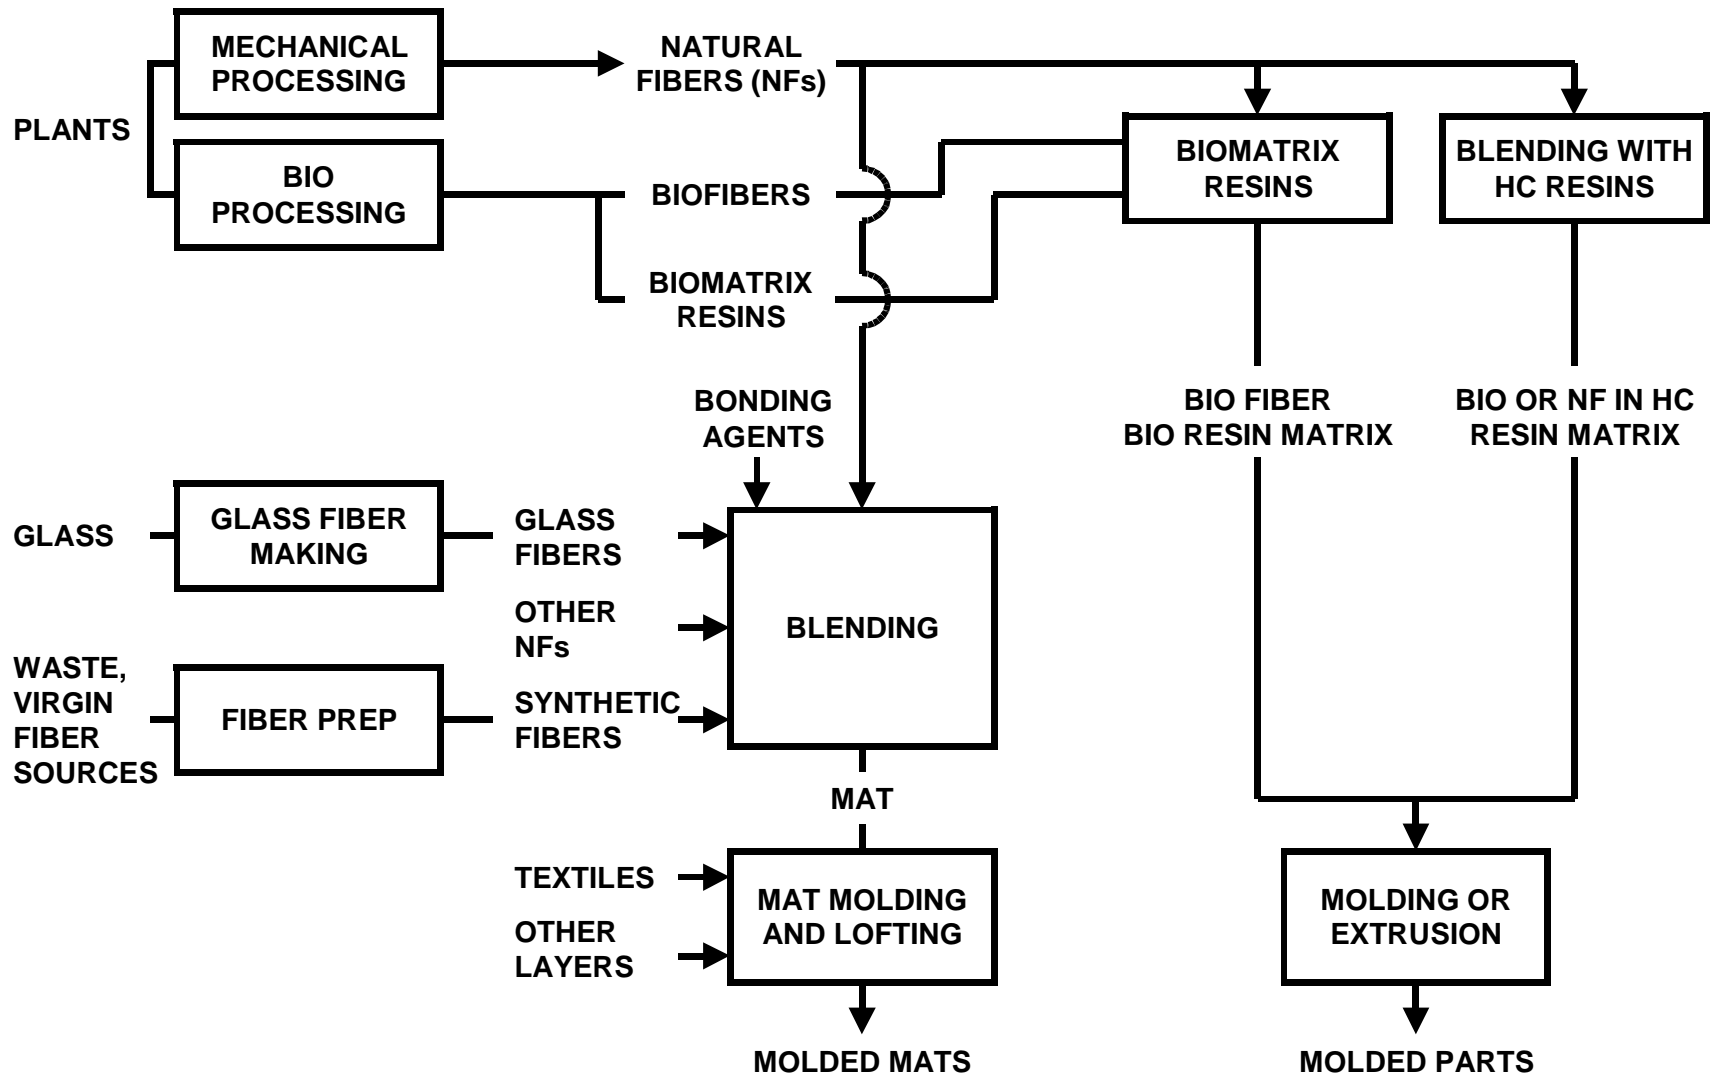 MECHANICAL
PROCESSING
NATURAL
FIBERS (NFs)
PLANTS
BIO
PROCESSING
BIOFIBERS
BIOMATRIX
RESINS
BLENDING WITH
HC RESINS
BIOMATRIX
RESINS
BONDING
AGENTS
BIO FIBER
BIO RESIN MATRIX
BIO OR NF IN HC
RESIN MATRIX
GLASS
GLASS FIBER
MAKING
GLASS
FIBERS
OTHER
NFs
BLENDING
WASTE,
VIRGIN
FIBER
SOURCES
FIBER PREP
SYNTHETIC
FIBERS
MAT
TEXTILES
OTHER
LAYERS
MAT MOLDING
AND LOFTING
MOLDING OR
EXTRUSION
MOLDED MATS
MOLDED PARTS